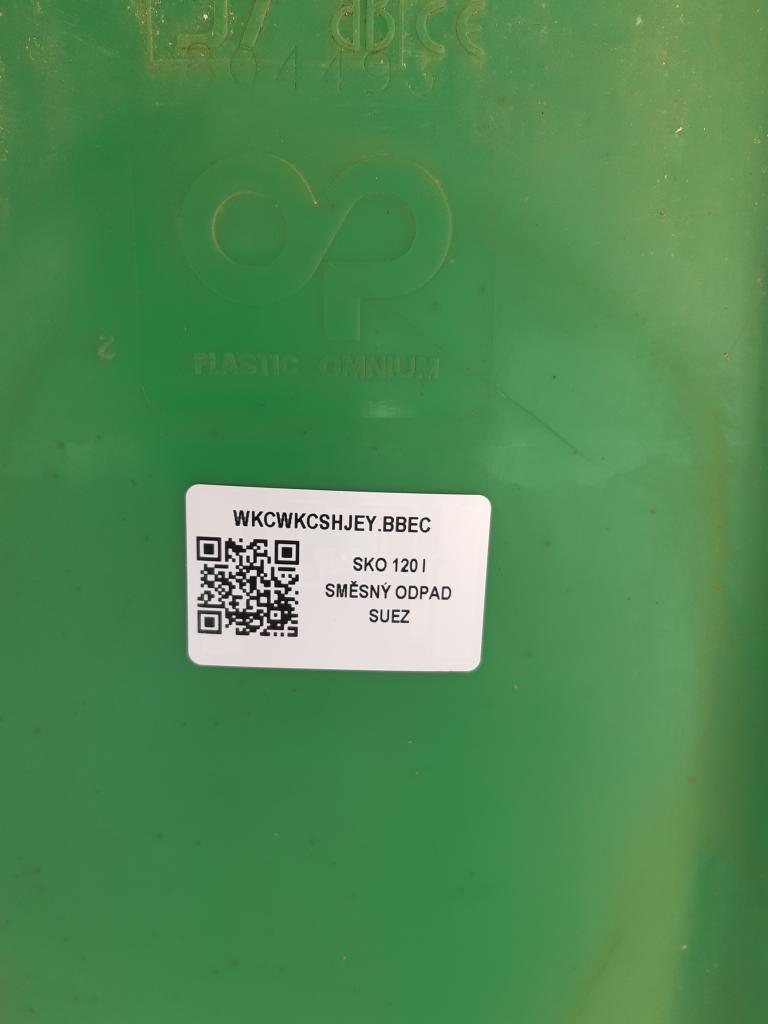 PLASTIC OMNIUM
WKCWKCSHJEY.BBEC
SKO 120 l
SMĚSNÝ ODPAD
SUEZ